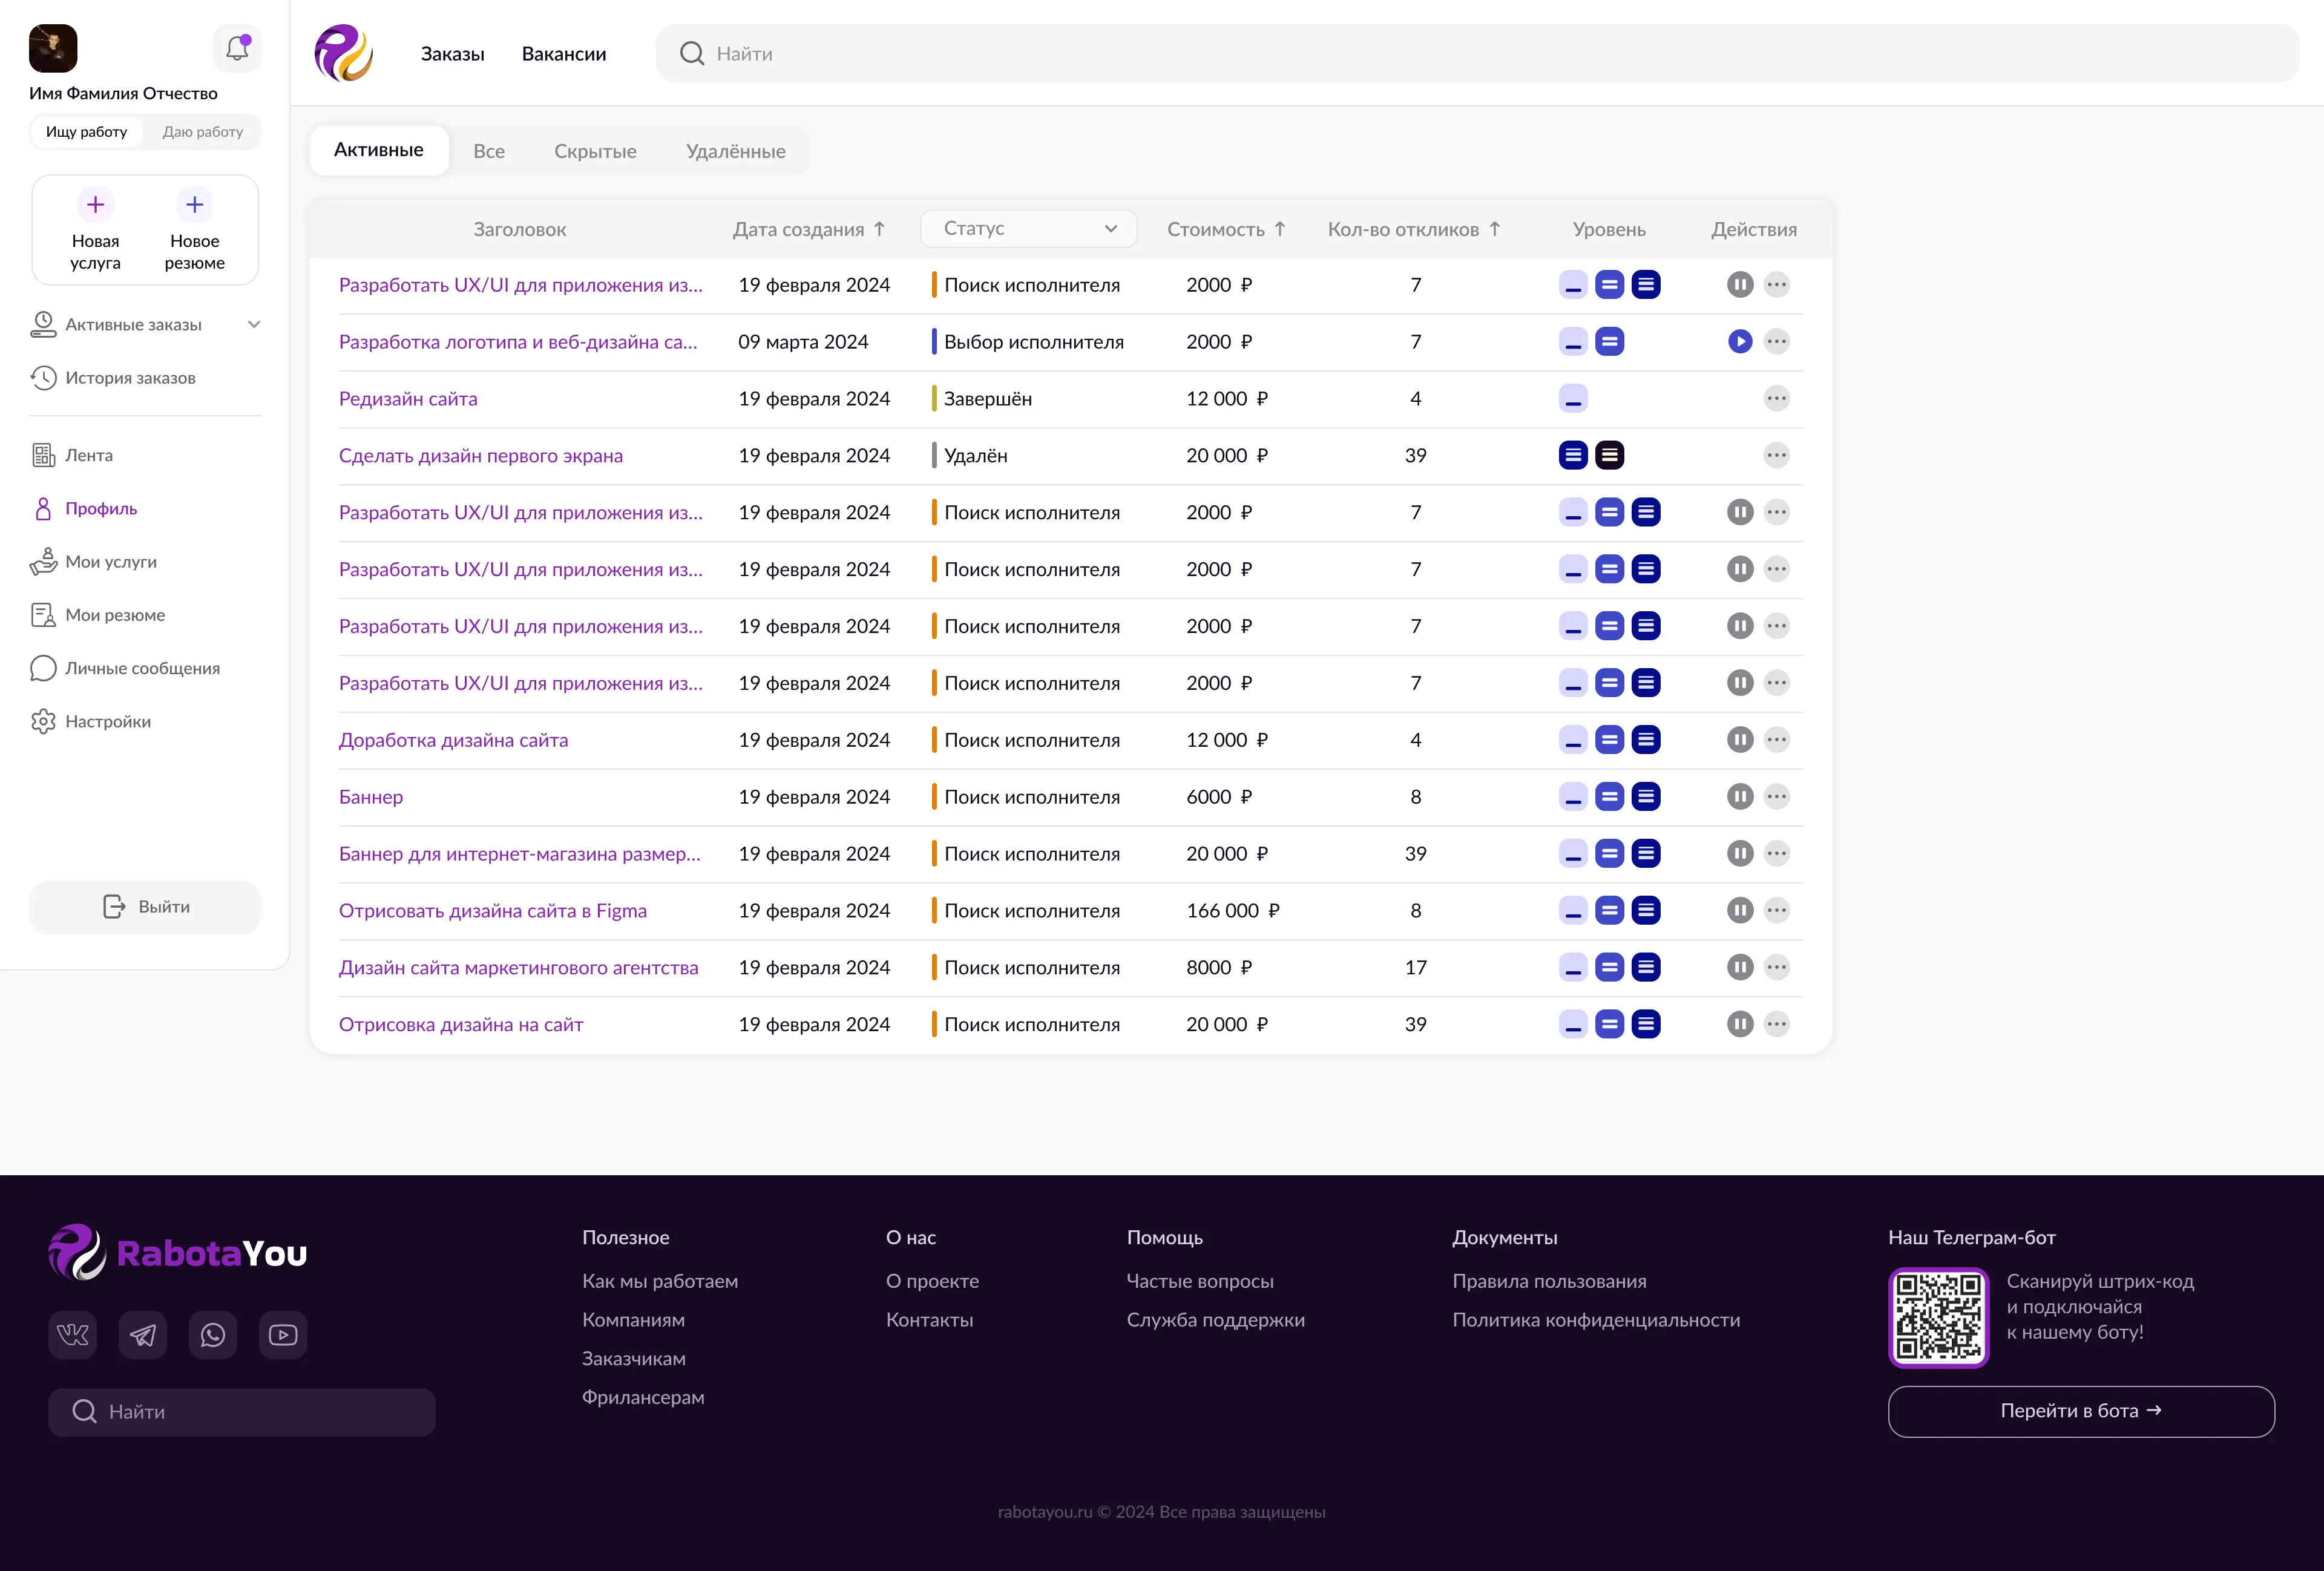 Имя Фамилия Отчество
Ищу работу Даю работу
Новая услуга
Новое резюме
Активные заказы
История заказов
Лента
Профиль
Мои услуги
Мои резюме
Личные сообщения
Настройки
Выйти
Заказы Вакансии Найти
Активные Все Скрытые Удалённые
Заголовок Дата создания ↑ Статус Стоимость ↑ Кол-во откликов ↑ Уровень Действия
Разработать UX/UI для приложения из... 19 февраля 2024 Поиск исполнителя 2000 ₽ 7
Разработка логотипа и веб-дизайна са... 09 марта 2024 Выбор исполнителя 2000 ₽ 7
Редизайн сайта 19 февраля 2024 Завершён 12 000 ₽ 4
Сделать дизайн первого экрана 19 февраля 2024 Удалён 20 000 ₽ 39
Разработать UX/UI для приложения из... 19 февраля 2024 Поиск исполнителя 2000 ₽ 7
Разработать UX/UI для приложения из... 19 февраля 2024 Поиск исполнителя 2000 ₽ 7
Разработать UX/UI для приложения из... 19 февраля 2024 Поиск исполнителя 2000 ₽ 7
Разработать UX/UI для приложения из... 19 февраля 2024 Поиск исполнителя 2000 ₽ 7
Доработка дизайна сайта 19 февраля 2024 Поиск исполнителя 12 000 ₽ 4
Баннер 19 февраля 2024 Поиск исполнителя 6000 ₽ 8
Баннер для интернет-магазина размер... 19 февраля 2024 Поиск исполнителя 20 000 ₽ 39
Отрисовать дизайна сайта в Figma 19 февраля 2024 Поиск исполнителя 166 000 ₽ 8
Дизайн сайта маркетингового агентства 19 февраля 2024 Поиск исполнителя 8000 ₽ 17
Отрисовка дизайна на сайт 19 февраля 2024 Поиск исполнителя 20 000 ₽ 39
RabotaYou
Найти
Полезное
Как мы работаем
Компаниям
Заказчикам
Фрилансерам
О нас
О проекте
Контакты
Помощь
Частые вопросы
Служба поддержки
Документы
Правила пользования
Политика конфиденциальности
Наш Телеграм-бот
Сканируй штрих-код
и подключайся
к нашему боту!
Перейти в бота →
rabotayou.ru © 2024 Все права защищены